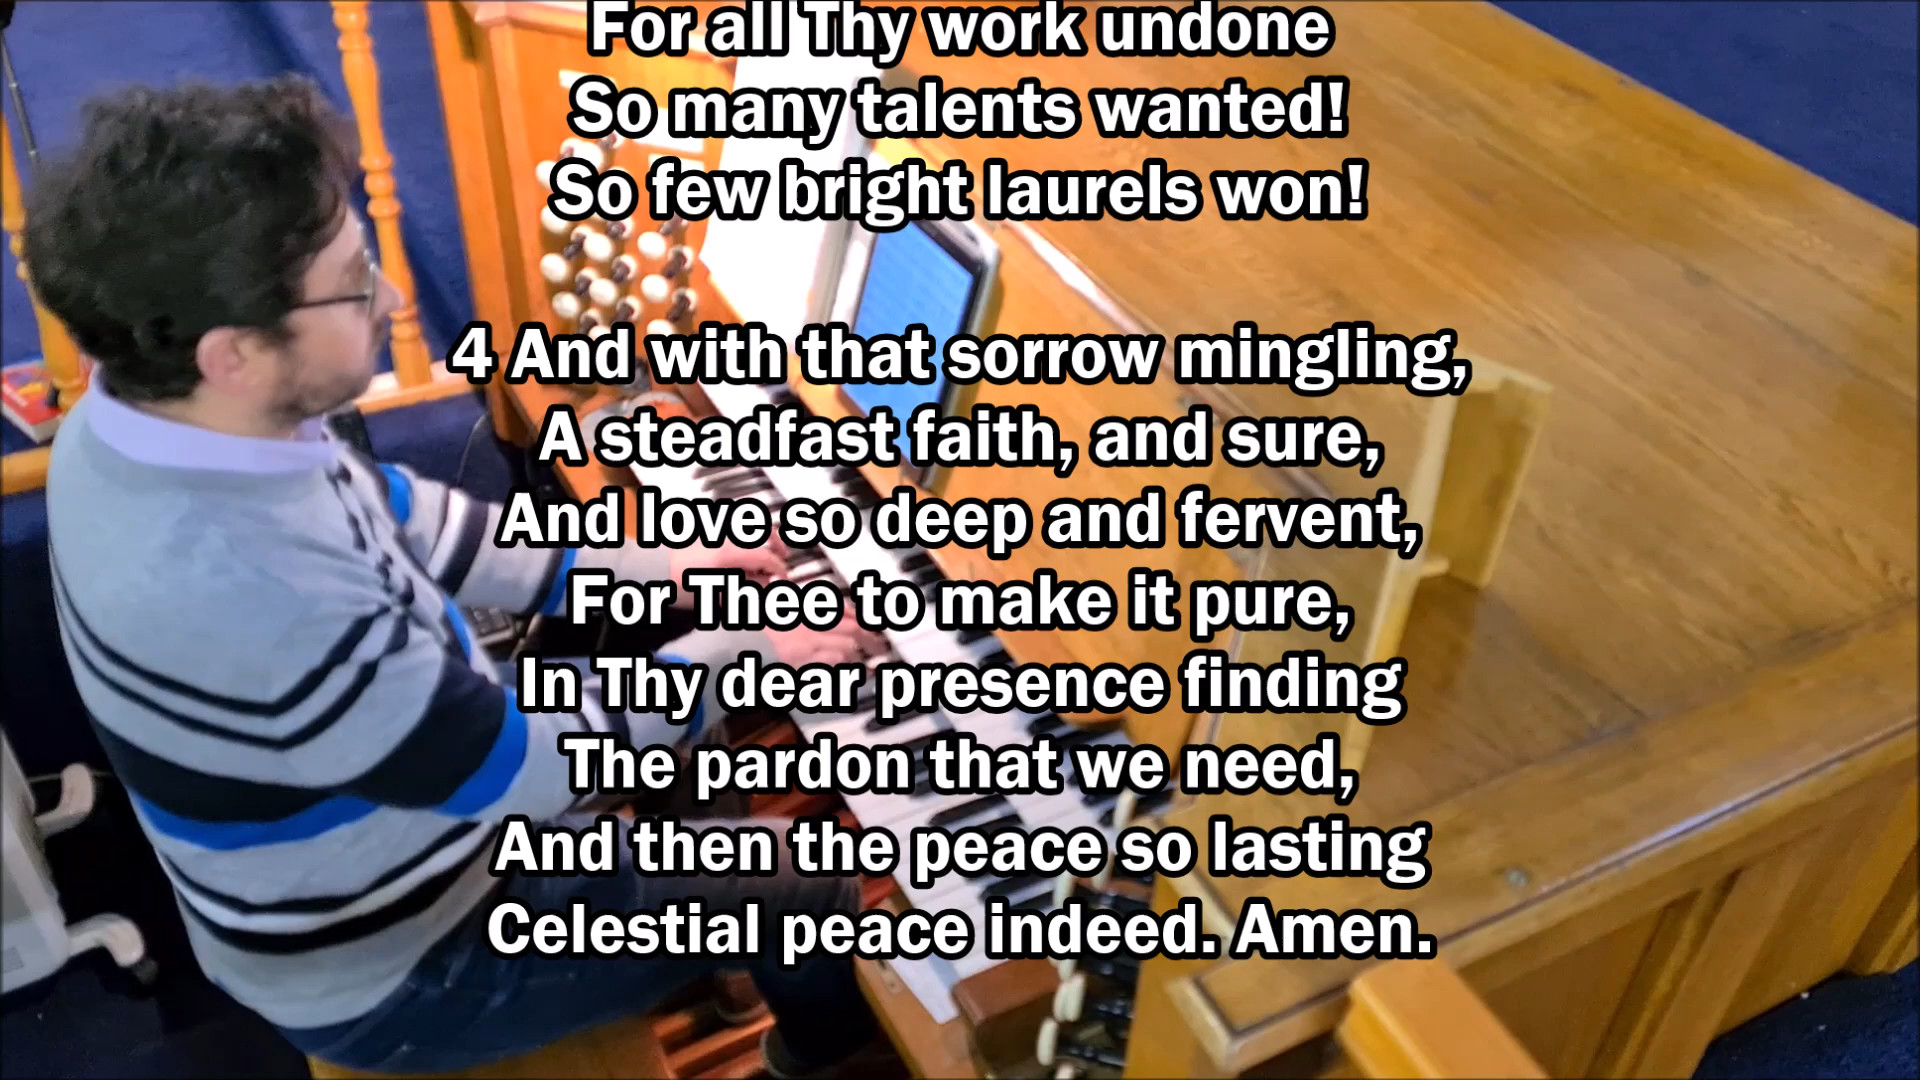 For all Thy work undone
So many talents wanted!
So few bright laurels won!
4 And with that sorrow mingling,
A steadfast faith, and sure,
And love so deep and fervent,
For Thee to make it pure,
In Thy dear presence finding
The pardon that we need,
And then the peace so lasting
Celestial peace indeed. Amen.